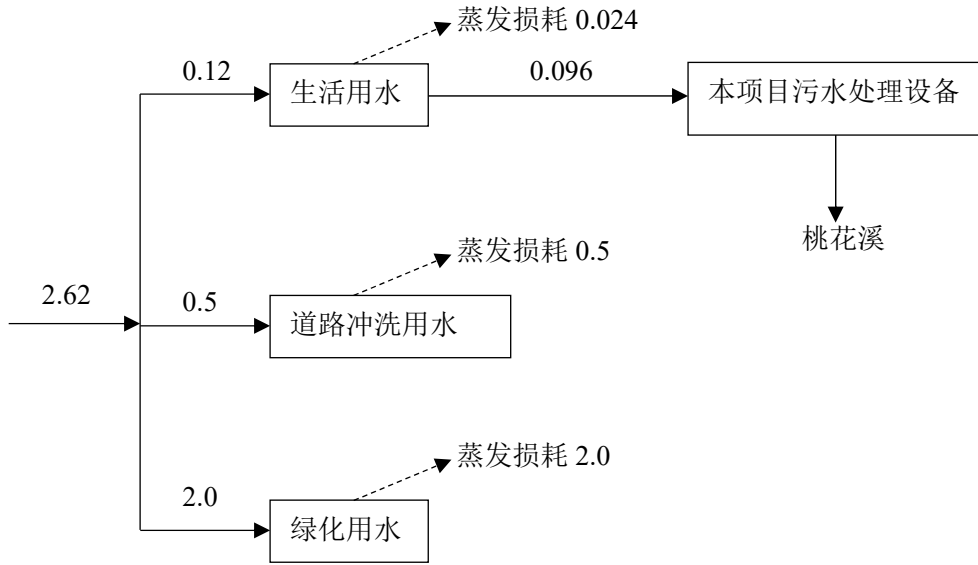 蒸发损耗 0.024
0.12
生活用水
0.096
本项目污水处理设备
桃花溪
蒸发损耗 0.5
2.62
0.5
道路冲洗用水
蒸发损耗 2.0
2.0
绿化用水